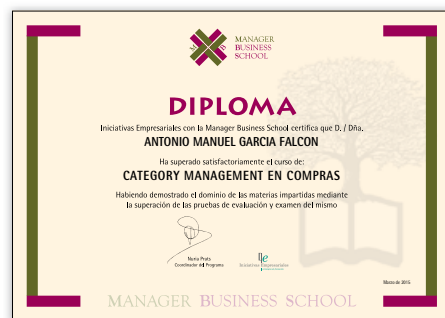 MANAGER
BUSINESS
SCHOOL
M
B
DIPLOMA
Iniciativas Empresariales con la Manager Business School certifica que D. / Dña.
ANTONIO MANUEL GARCIA FALCON
Ha superado satisfactoriamente el curso de:
CATEGORY MANAGEMENT EN COMPRAS
Habiendo demostrado el dominio de las materias impartidas mediante
la superación de las pruebas de evaluación y examen del mismo
Nuria Prats
Coordinador del Programa
Iniciativas Empresariales
Marzo de 2015
MANAGER BUSINESS SCHOOL